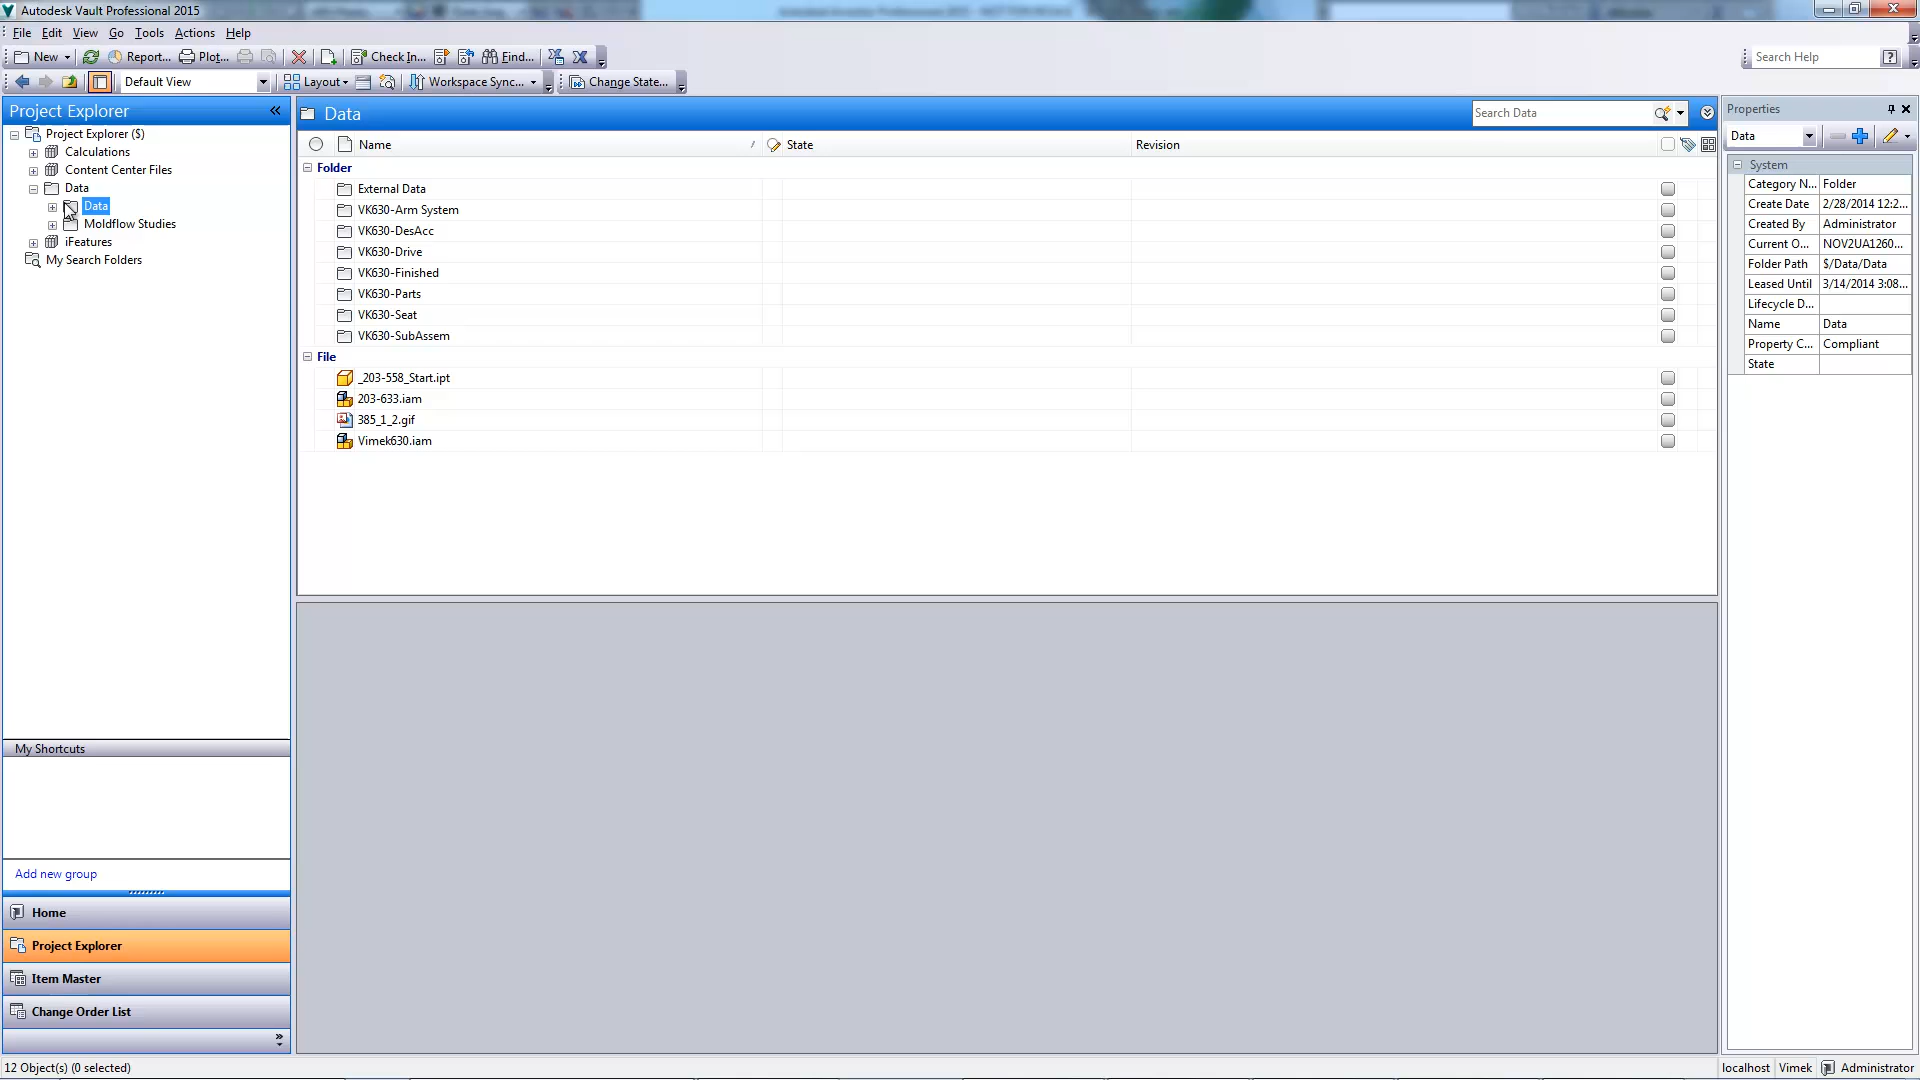 Autodesk Vault Professional 2015
File Edit View Go Tools Actions Help
New Report... Plot... Check In... Find... Search Help
Default View Layout Workspace Sync... Change State...
Project Explorer
Project Explorer ($)
Calculations
Content Center Files
Data
Data
Moldflow Studies
iFeatures
My Search Folders
My Shortcuts
Add new group
Home
Project Explorer
Item Master
Change Order List
Data Search Data
Name State Revision
Folder
External Data
VK630-Arm System
VK630-DesAcc
VK630-Drive
VK630-Finished
VK630-Parts
VK630-Seat
VK630-SubAssem
File
_203-558_Start.ipt
203-633.iam
385_1_2.gif
Vimek630.iam
Properties
Data
System
Category N... Folder
Create Date 2/28/2014 12:2...
Created By Administrator
Current O... NOV2UA1260...
Folder Path $/Data/Data
Leased Until 3/14/2014 3:08...
Lifecycle D...
Name Data
Property C... Compliant
State
12 Object(s) (0 selected) localhost Vimek Administrator